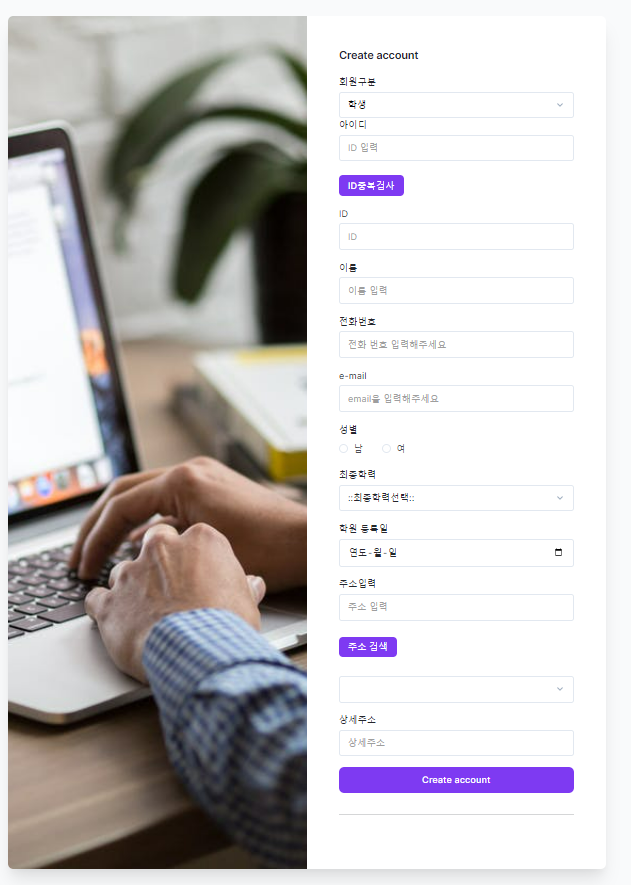 Create account
회원구분
학생
아이디
ID 입력
ID중복검사
ID
ID
이름
이름 입력
전화번호
전화 번호 입력해주세요
e-mail
email을 입력해주세요
성별
남 여
최종학력
::최종학력선택::
학원 등록일
연도-월-일
주소입력
주소 입력
주소 검색
상세주소
상세주소
Create account